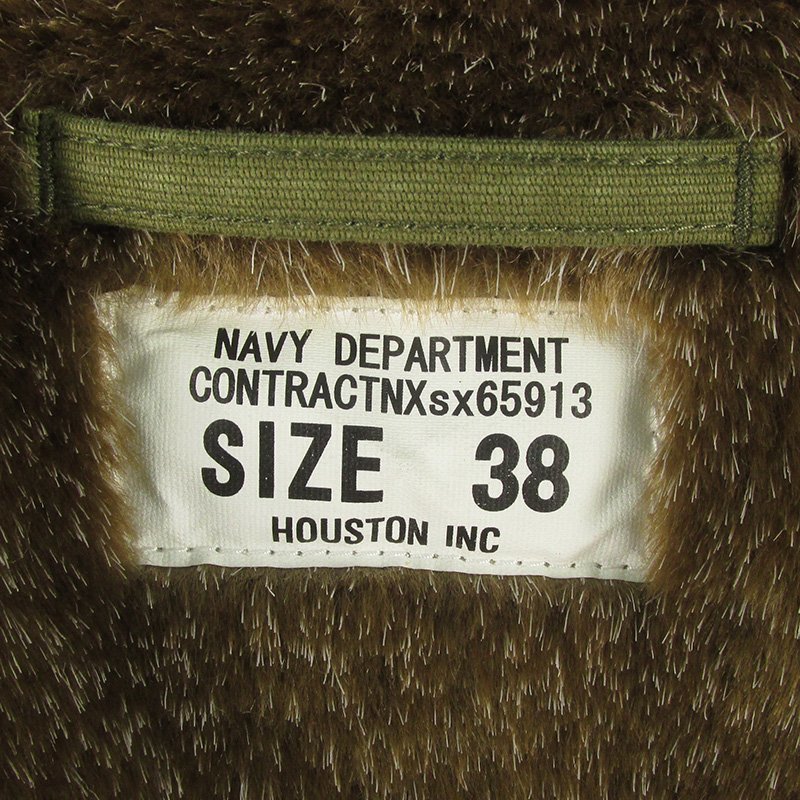 NAVY DEPARTMENT
CONTRACTNXsx65913
SIZE 38
HOUSTON INC